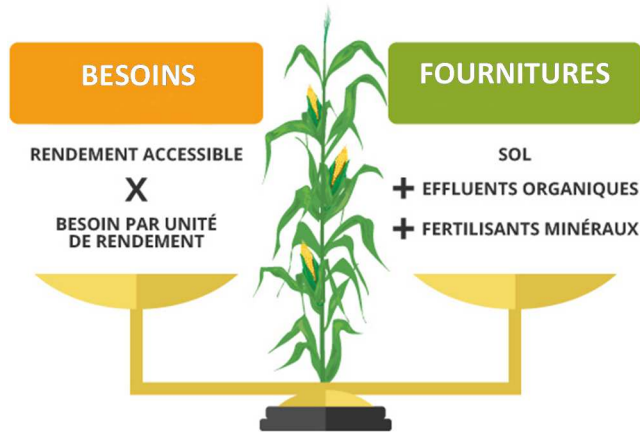 BESOINS
RENDEMENT ACCESSIBLE
X
BESOIN PAR UNITÉ
DE RENDEMENT
FOURNITURES
SOL
+ EFFLUENTS ORGANIQUES
+ FERTILISANTS MINÉRAUX